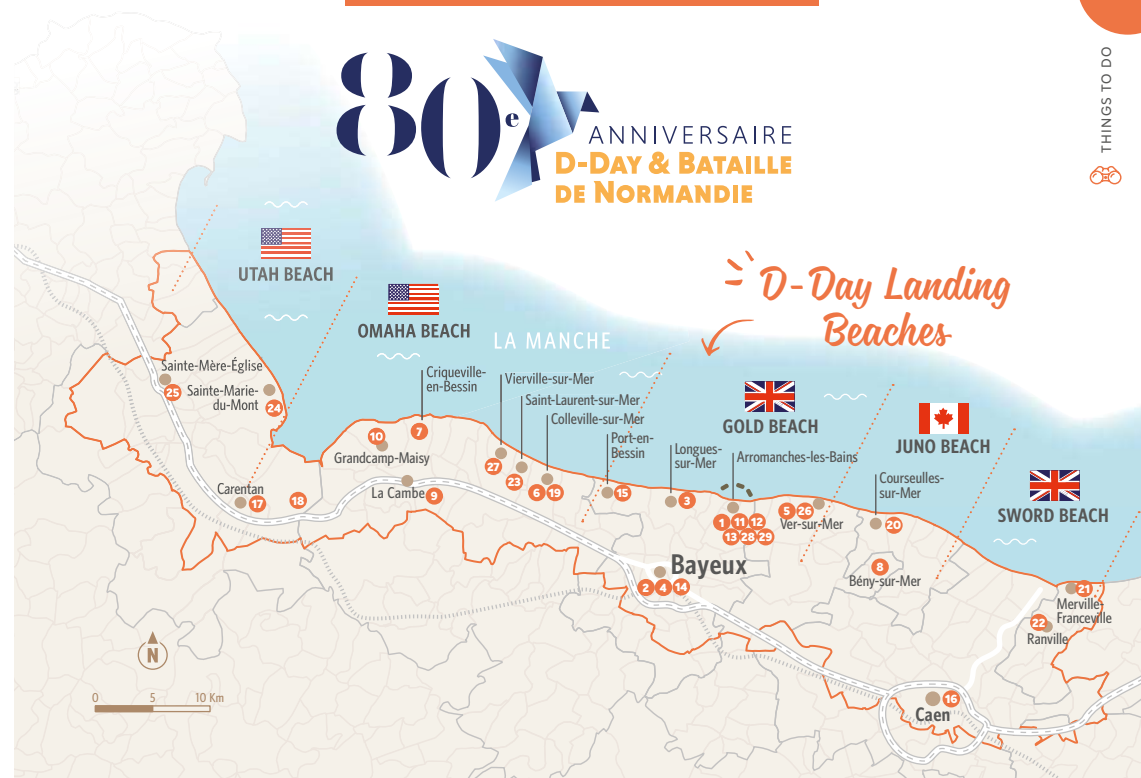 THINGS TO DO
80e
ANNIVERSAIRE
D-DAY & BATAILLE
DE NORMANDIE
D-Day Landing
Beaches
UTAH BEACH
OMAHA BEACH
LA MANCHE
GOLD BEACH
JUNO BEACH
SWORD BEACH
Sainte-Mère-Église
25
Sainte-Marie-
du-Mont
24
Criqueville-
en-Bessin
7
10
Grandcamp-Maisy
Vierville-sur-Mer
27
Saint-Laurent-sur-Mer
23
Colleville-sur-Mer
6 19
Port-en-
Bessin
15
Longues-
sur-Mer
3
Arromanches-les-Bains
1 11 12
13 28 29
5 26
Ver-sur-Mer
Courseulles-
sur-Mer
20
8
Bény-sur-Mer
Carentan
17
18
La Cambe
9
Bayeux
2 4 14
21
Merville-
Franceville
22
Ranville
16
Caen
N
0 5 10 Km